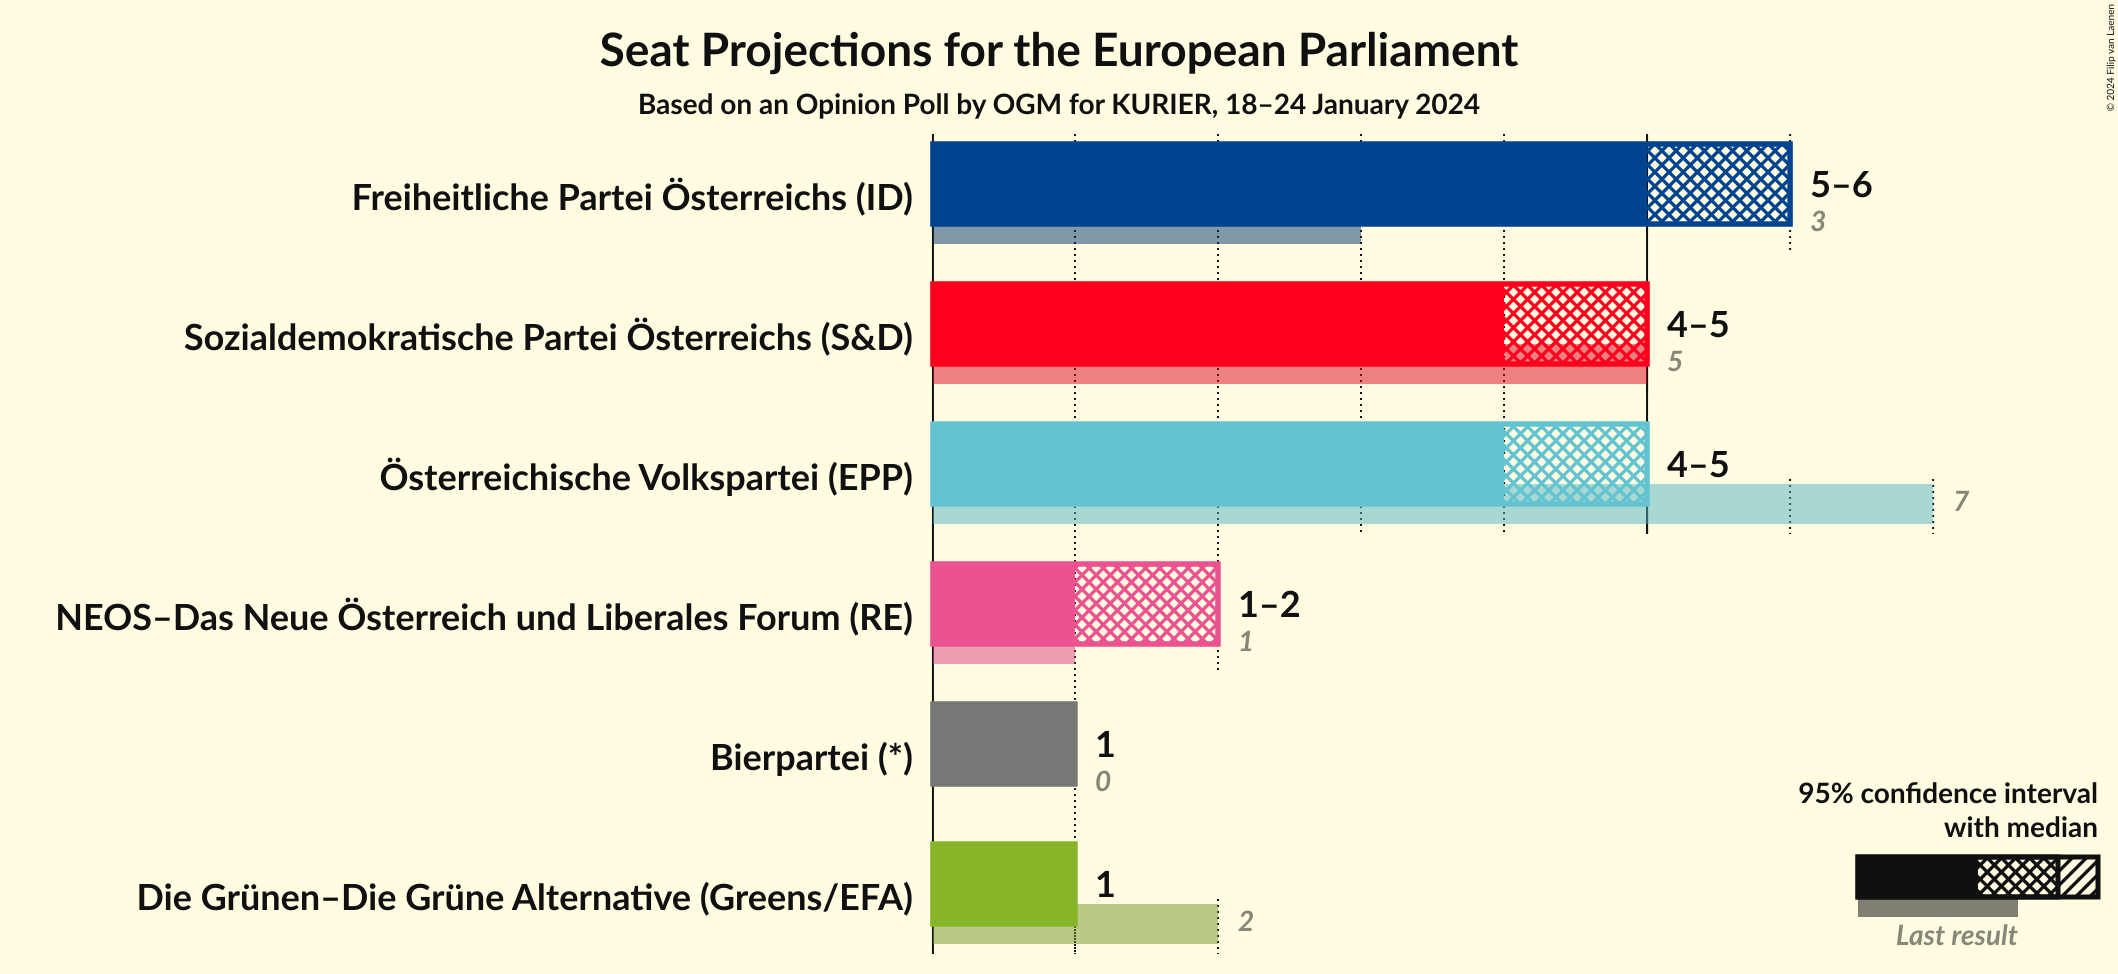 Seat Projections for the European Parliament
Based on an Opinion Poll by OGM for KURIER, 18–24 January 2024
© 2024 Filip van Laenen
Freiheitliche Partei Österreichs (ID)
5–6
3
Sozialdemokratische Partei Österreichs (S&D)
4–5
5
Österreichische Volkspartei (EPP)
4–5
7
NEOS–Das Neue Österreich und Liberales Forum (RE)
1–2
1
Bierpartei (*)
1
0
Die Grünen–Die Grüne Alternative (Greens/EFA)
1
2
95% confidence interval
with median
Last result